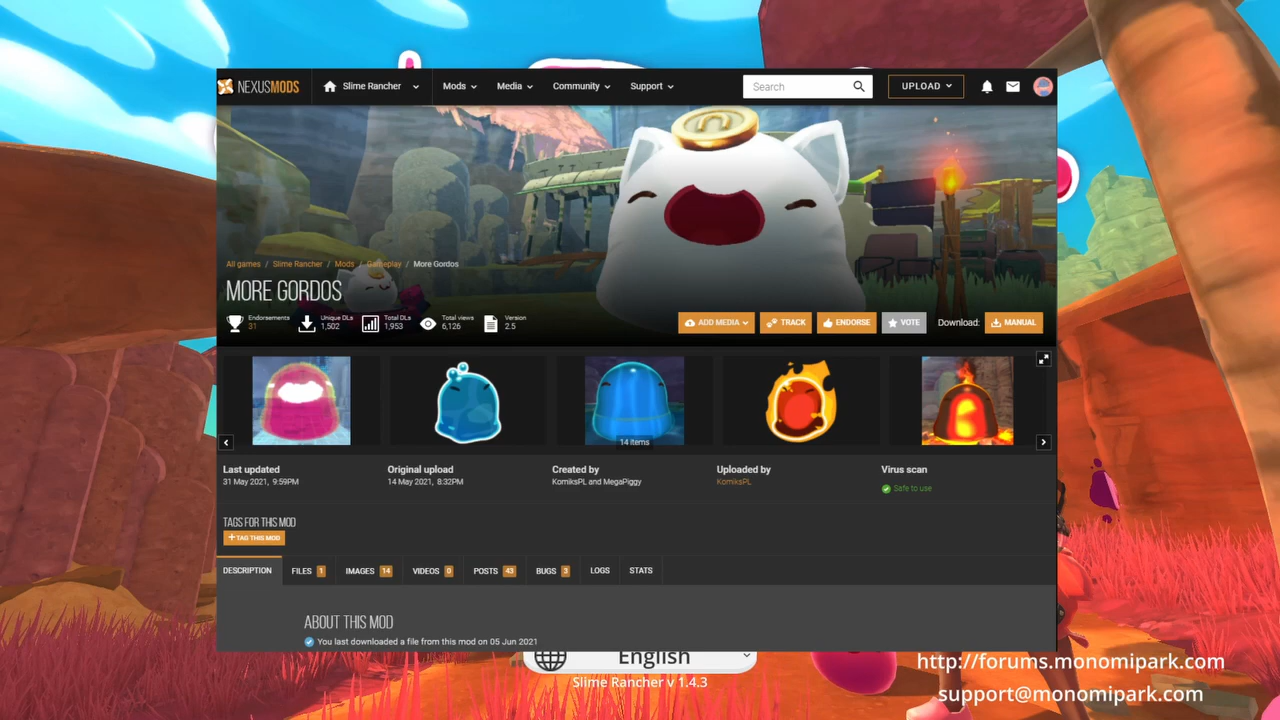 NEXUSMODS Slime Rancher Mods Media Community Support Search UPLOAD
All games / Slime Rancher / Mods / Gameplay / More Gordos
MORE GORDOS
Endorsements 31 Unique DLs 1,502 Total DLs 1,953 Total views 6,126 Version 2.5
ADD MEDIA TRACK ENDORSE VOTE Download: MANUAL
14 items
Last updated Original upload Created by Uploaded by Virus scan
31 May 2021, 9:59PM 14 May 2021, 8:32PM KomiksPL and MegaPiggy KomiksPL Safe to use
TAGS FOR THIS MOD
+ TAG THIS MOD
DESCRIPTION FILES 1 IMAGES 14 VIDEOS 0 POSTS 43 BUGS 3 LOGS STATS
ABOUT THIS MOD
You last downloaded a file from this mod on 05 Jun 2021
English
Slime Rancher v 1.4.3
http://forums.monomipark.com
support@monomipark.com